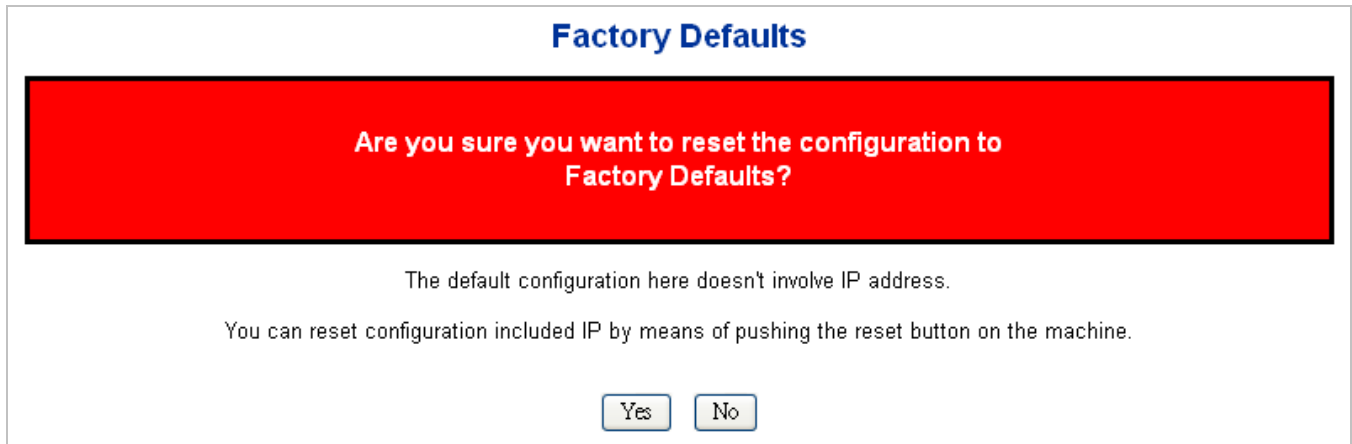 Factory Defaults
Are you sure you want to reset the configuration to
Factory Defaults?
The default configuration here doesn't involve IP address.
You can reset configuration included IP by means of pushing the reset button on the machine.
Yes No